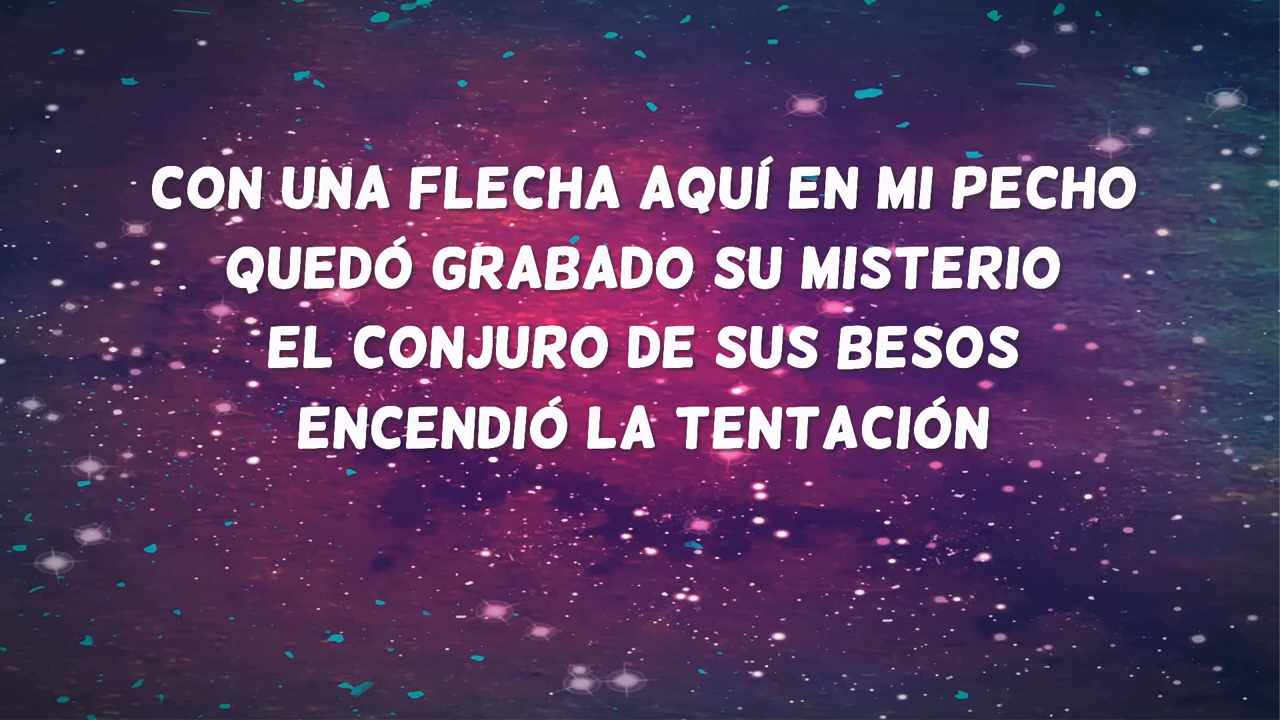 CON UNA FLECHA AQUÍ EN MI PECHO
QUEDÓ GRABADO SU MISTERIO
EL CONJURO DE SUS BESOS
ENCENDIÓ LA TENTACIÓN